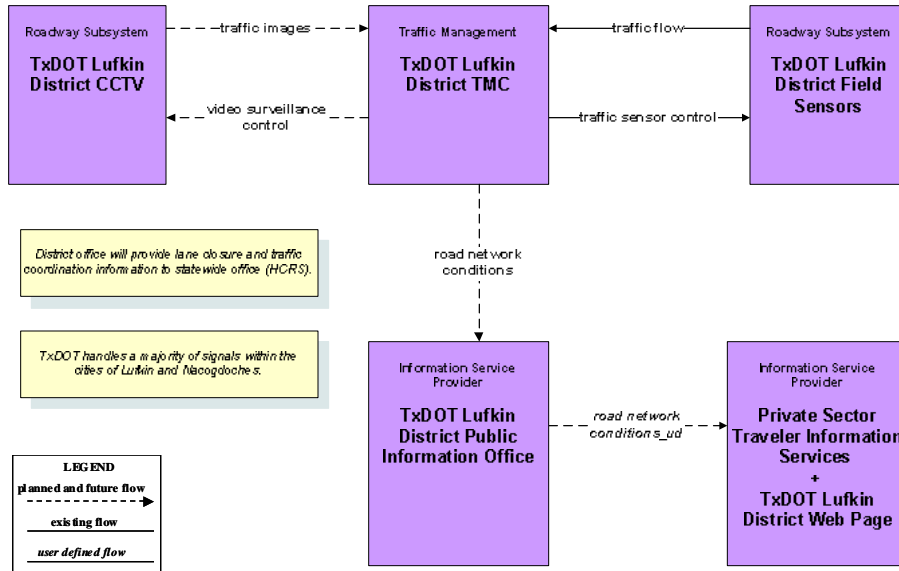 Roadway Subsystem
TxDOT Lufkin
District CCTV
traffic images
Traffic Management
TxDOT Lufkin
District TMC
traffic flow
Roadway Subsystem
TxDOT Lufkin
District Field
Sensors
video surveillance
control
traffic sensor control
road network
conditions
District office will provide lane closure and traffic
coordination information to statewide office (HCRS).
TxDOT handles a majority of signals within the
cities of Lufkin and Nacogdoches.
Information Service
Provider
TxDOT Lufkin
District Public
Information Office
road network
conditions_ud
Information Service
Provider
Private Sector
Traveler Information
Services
+
TxDOT Lufkin
District Web Page
LEGEND
planned and future flow
existing flow
user defined flow